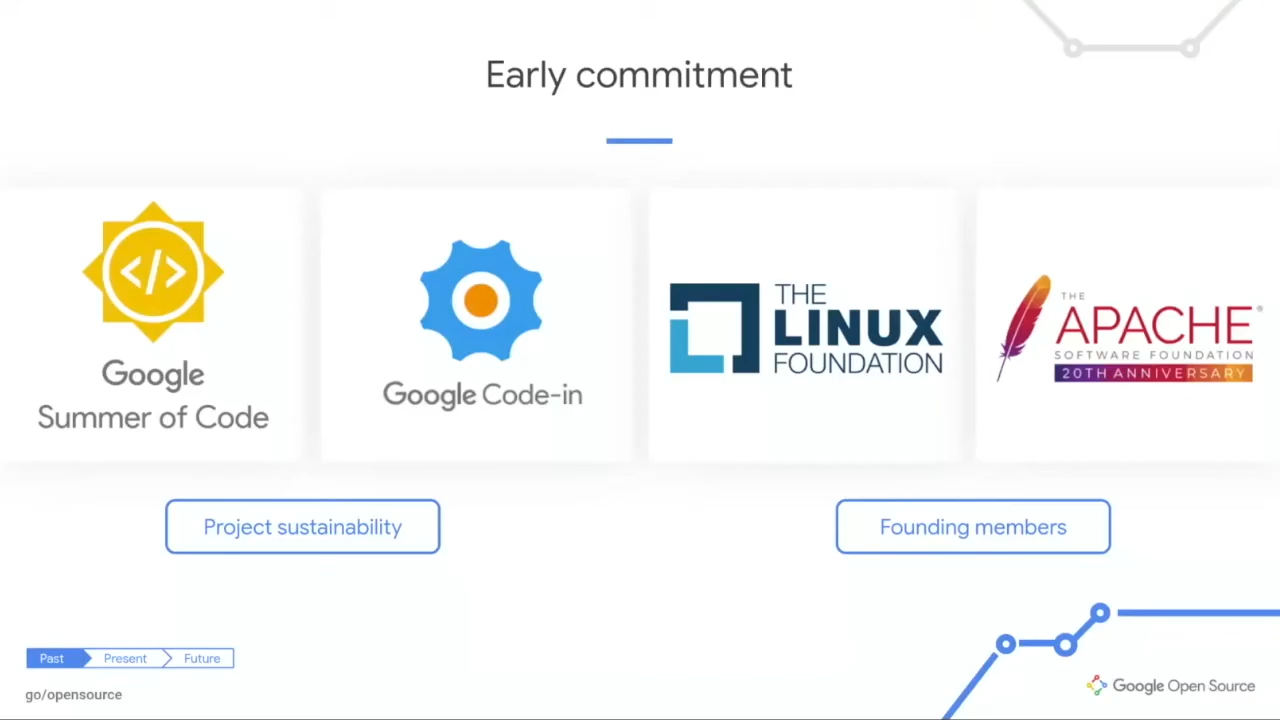 Early commitment
</>
Google
Summer of Code
Google Code-in
THE
LINUX
FOUNDATION
THE
APACHE®
SOFTWARE FOUNDATION
20TH ANNIVERSARY
Project sustainability
Founding members
Past Present Future
go/opensource
Google Open Source